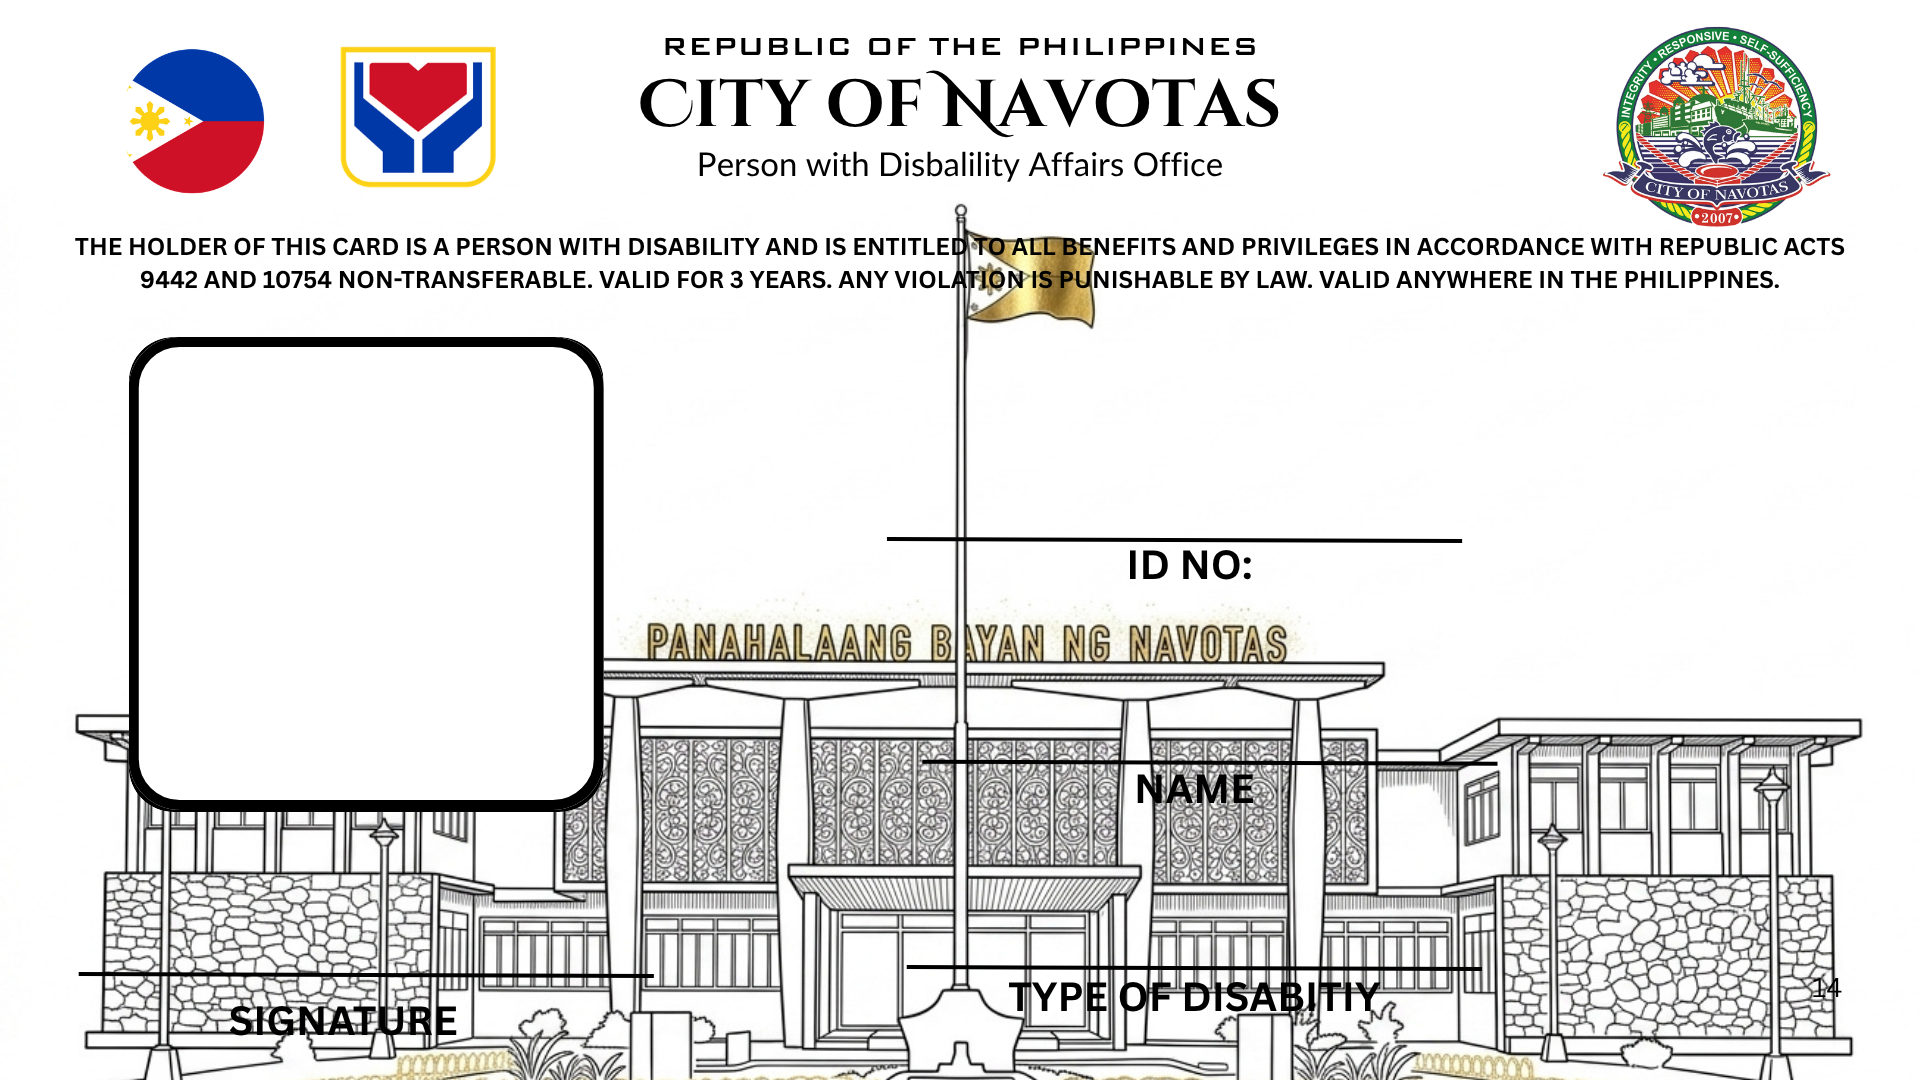 REPUBLIC OF THE PHILIPPINES
CITY OF NAVOTAS
Person with Disbalility Affairs Office
INTEGRITY • RESPONSIVE • SELF-SUFFICIENCY
CITY OF NAVOTAS
• 2007 •
THE HOLDER OF THIS CARD IS A PERSON WITH DISABILITY AND IS ENTITLED TO ALL BENEFITS AND PRIVILEGES IN ACCORDANCE WITH REPUBLIC ACTS
9442 AND 10754 NON-TRANSFERABLE. VALID FOR 3 YEARS. ANY VIOLATION IS PUNISHABLE BY LAW. VALID ANYWHERE IN THE PHILIPPINES.
ID NO:
PANAHALAANG BAYAN NG NAVOTAS
NAME
TYPE OF DISABITIY
14
SIGNATURE